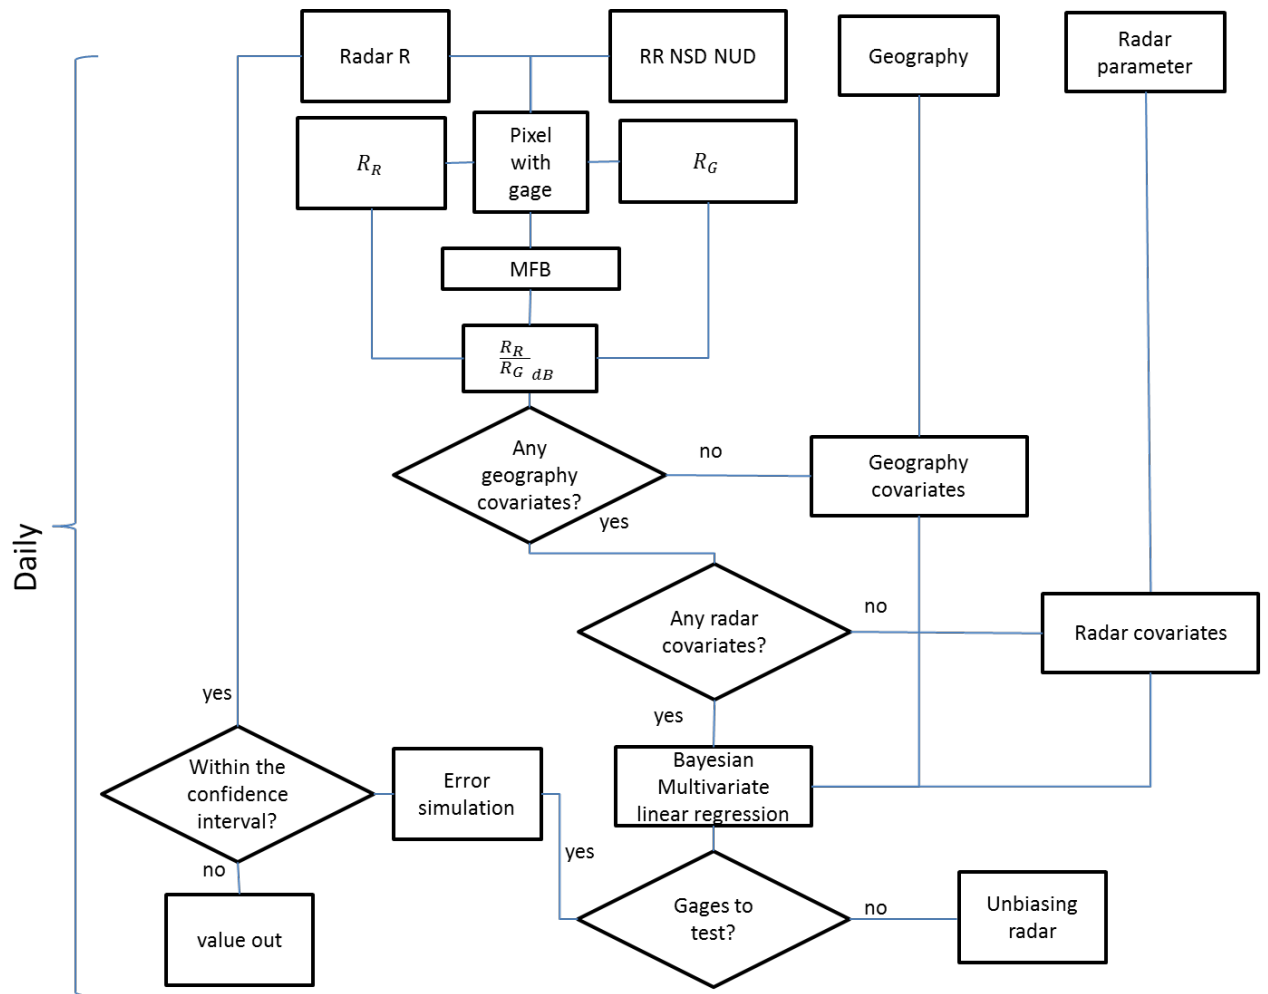 Radar R
RR NSD NUD
Geography
Radar
parameter
R_R
Pixel
with
gage
R_G
MFB
R_R
R_G dB
Any
geography
covariates?
no
Geography
covariates
yes
Daily
Any radar
covariates?
no
Radar covariates
yes
yes
Within the
confidence
interval?
Error
simulation
Bayesian
Multivariate
linear regression
no
yes
value out
Gages to
test?
no
Unbiasing
radar